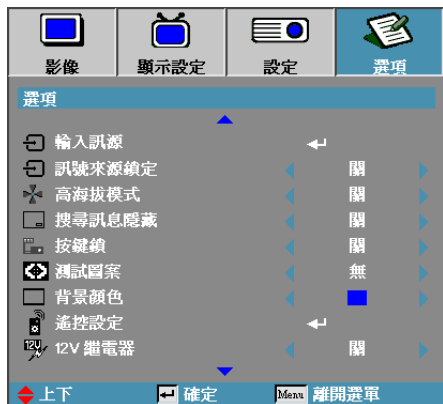 影像 顯示設定 設定 選項
選項
輸入訊源
訊號來源鎖定 關
高海拔模式 關
搜尋訊息隱藏 關
按鍵鎖 關
測試圖案 無
背景顏色
遙控設定
12V 繼電器 關
上下 確定 Menu 離開選單